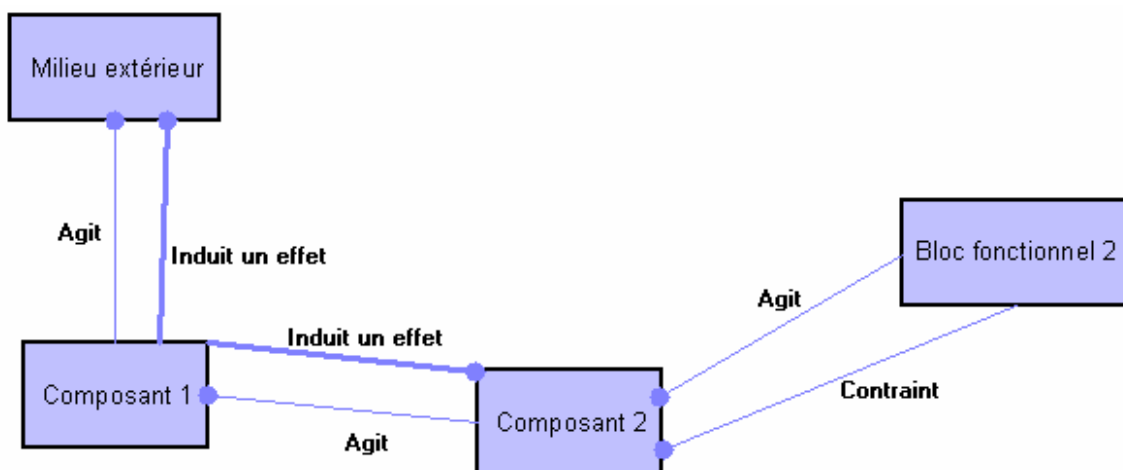 Milieu extérieur
Agit
Induit un effet
Bloc fonctionnel 2
Agit
Induit un effet
Composant 1
Contraint
Composant 2
Agit